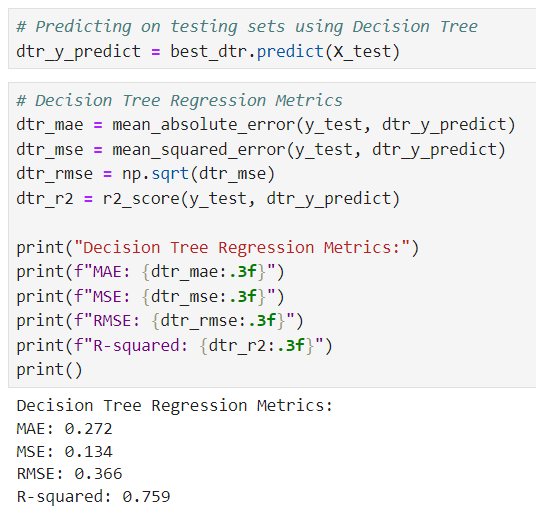 # Predicting on testing sets using Decision Tree
dtr_y_predict = best_dtr.predict(X_test)
# Decision Tree Regression Metrics
dtr_mae = mean_absolute_error(y_test, dtr_y_predict)
dtr_mse = mean_squared_error(y_test, dtr_y_predict)
dtr_rmse = np.sqrt(dtr_mse)
dtr_r2 = r2_score(y_test, dtr_y_predict)
print("Decision Tree Regression Metrics:")
print(f"MAE: {dtr_mae:.3f}")
print(f"MSE: {dtr_mse:.3f}")
print(f"RMSE: {dtr_rmse:.3f}")
print(f"R-squared: {dtr_r2:.3f}")
print()
Decision Tree Regression Metrics:
MAE: 0.272
MSE: 0.134
RMSE: 0.366
R-squared: 0.759